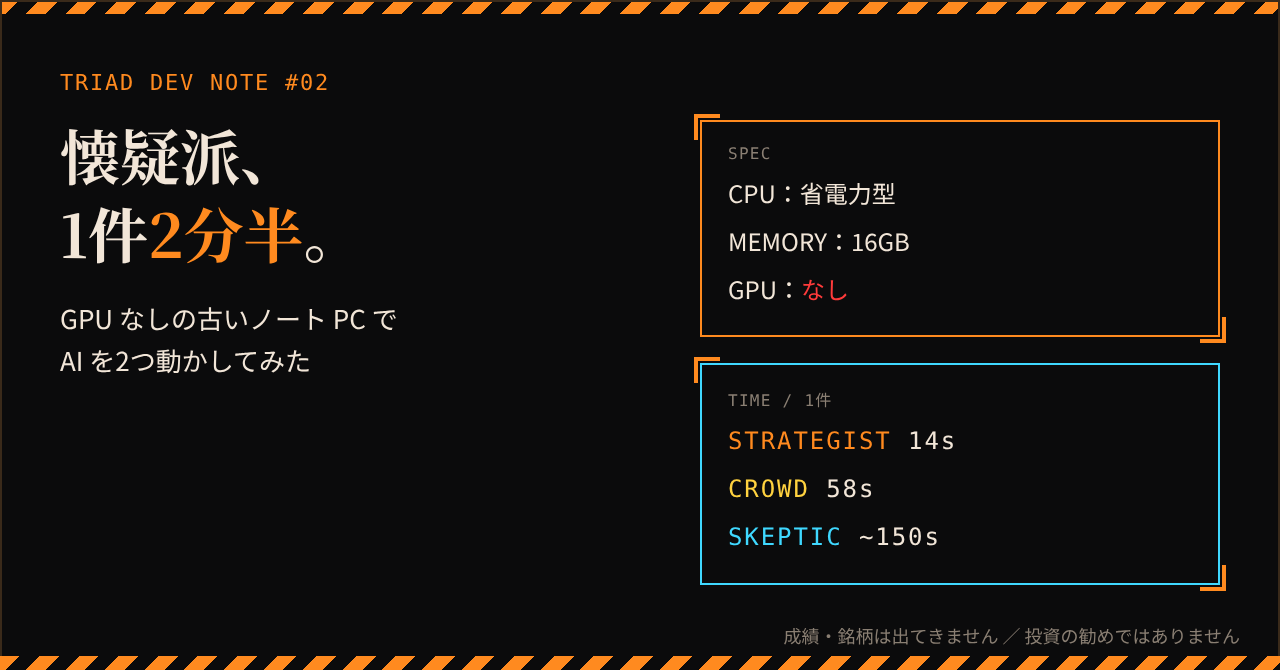 TRIAD DEV NOTE #02
懐疑派、
1件2分半。
GPU なしの古いノート PC で
AI を2つ動かしてみた
SPEC
CPU：省電力型
MEMORY：16GB
GPU：なし
TIME / 1件
STRATEGIST 14s
CROWD 58s
SKEPTIC ~150s
成績・銘柄は出てきません ／ 投資の勧めではありません